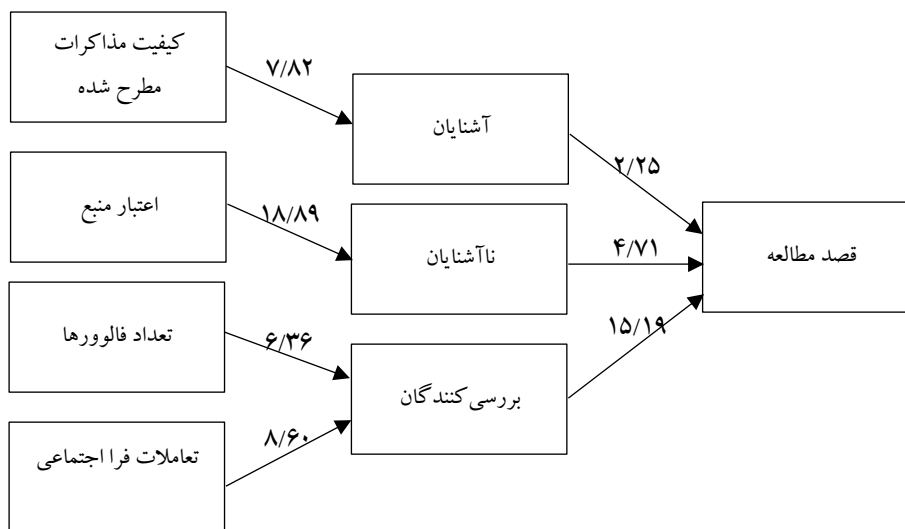 کیفیت مذاکرات
مطرح شده
۷/۸۲
آشنایان
۲/۲۵
اعتبار منبع
۱۸/۸۹
ناآشنایان
۴/۷۱
قصد مطالعه
تعداد فالوورها
۶/۳۶
بررسی‌کنندگان
۱۵/۱۹
تعاملات فرا اجتماعی
۸/۶۰